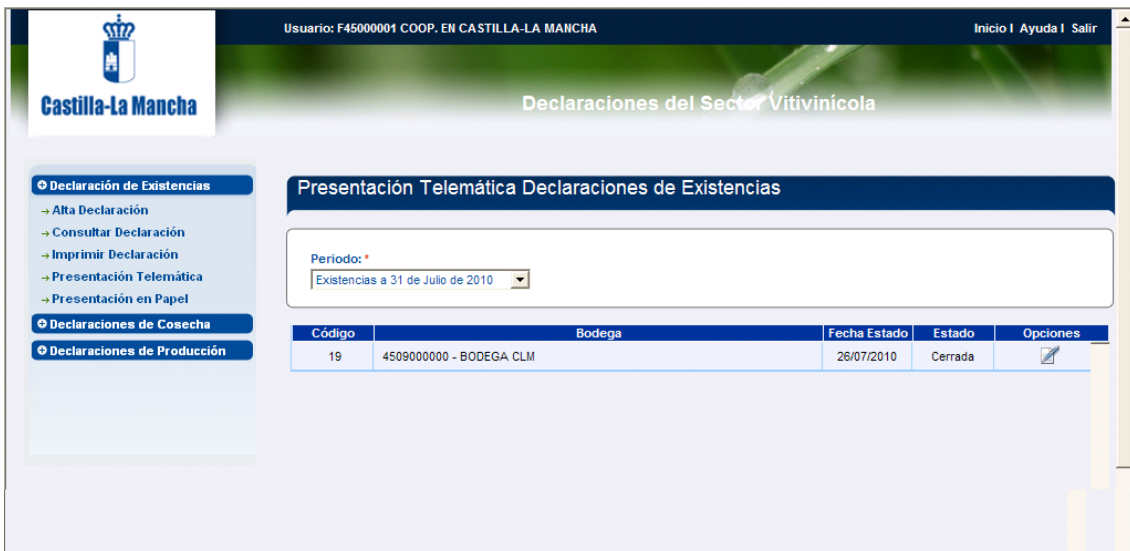 Usuario: F45000001 COOP. EN CASTILLA-LA MANCHA
Inicio I Ayuda I Salir
Castilla-La Mancha
Declaraciones del Sector Vitivinícola
Declaración de Existencias
Alta Declaración
Consultar Declaración
Imprimir Declaración
Presentación Telemática
Presentación en Papel
Declaraciones de Cosecha
Declaraciones de Producción
Presentación Telemática Declaraciones de Existencias
Periodo: *
Existencias a 31 de Julio de 2010
Código Bodega Fecha Estado Estado Opciones
19 4509000000 - BODEGA CLM 26/07/2010 Cerrada